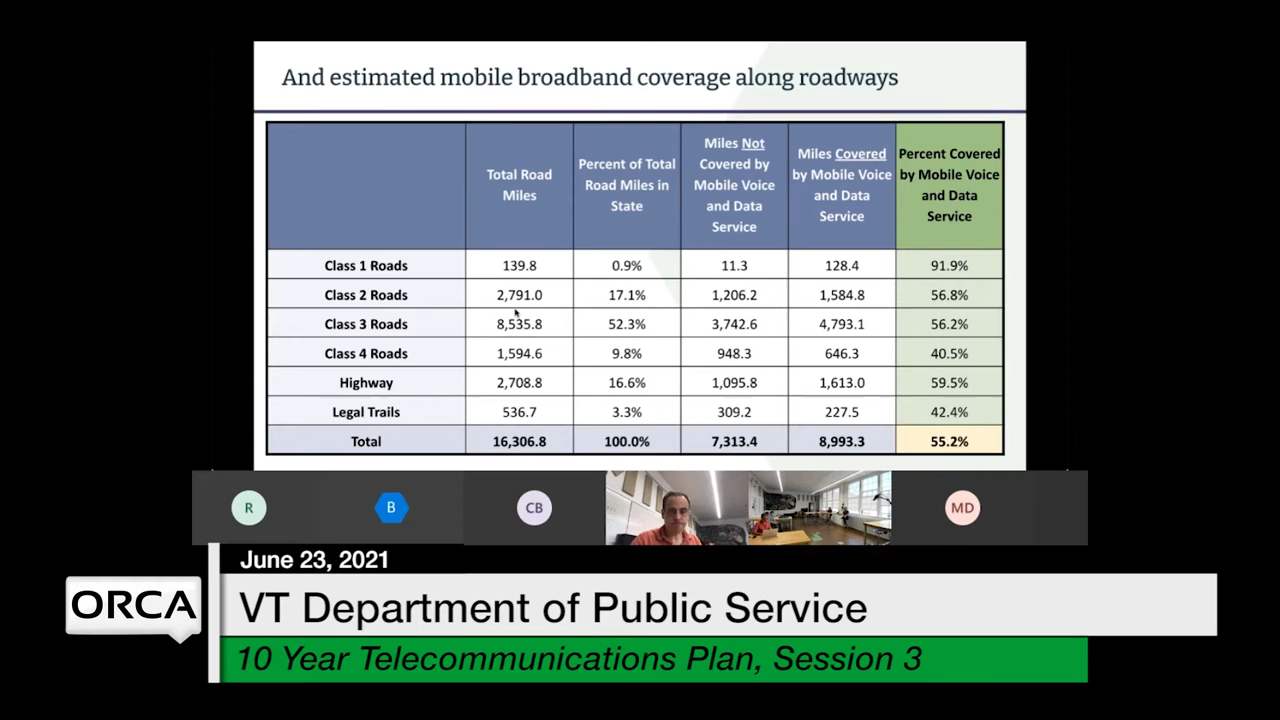 And estimated mobile broadband coverage along roadways
Total Road
Miles
Percent of Total
Road Miles in
State
Miles Not
Covered by
Mobile Voice
and Data
Service
Miles Covered
by Mobile Voice
and Data
Service
Percent Covered
by Mobile Voice
and Data
Service
Class 1 Roads 139.8 0.9% 11.3 128.4 91.9%
Class 2 Roads 2,791.0 17.1% 1,206.2 1,584.8 56.8%
Class 3 Roads 8,535.8 52.3% 3,742.6 4,793.1 56.2%
Class 4 Roads 1,594.6 9.8% 948.3 646.3 40.5%
Highway 2,708.8 16.6% 1,095.8 1,613.0 59.5%
Legal Trails 536.7 3.3% 309.2 227.5 42.4%
Total 16,306.8 100.0% 7,313.4 8,993.3 55.2%
R B CB MD
June 23, 2021
ORCA
VT Department of Public Service
10 Year Telecommunications Plan, Session 3